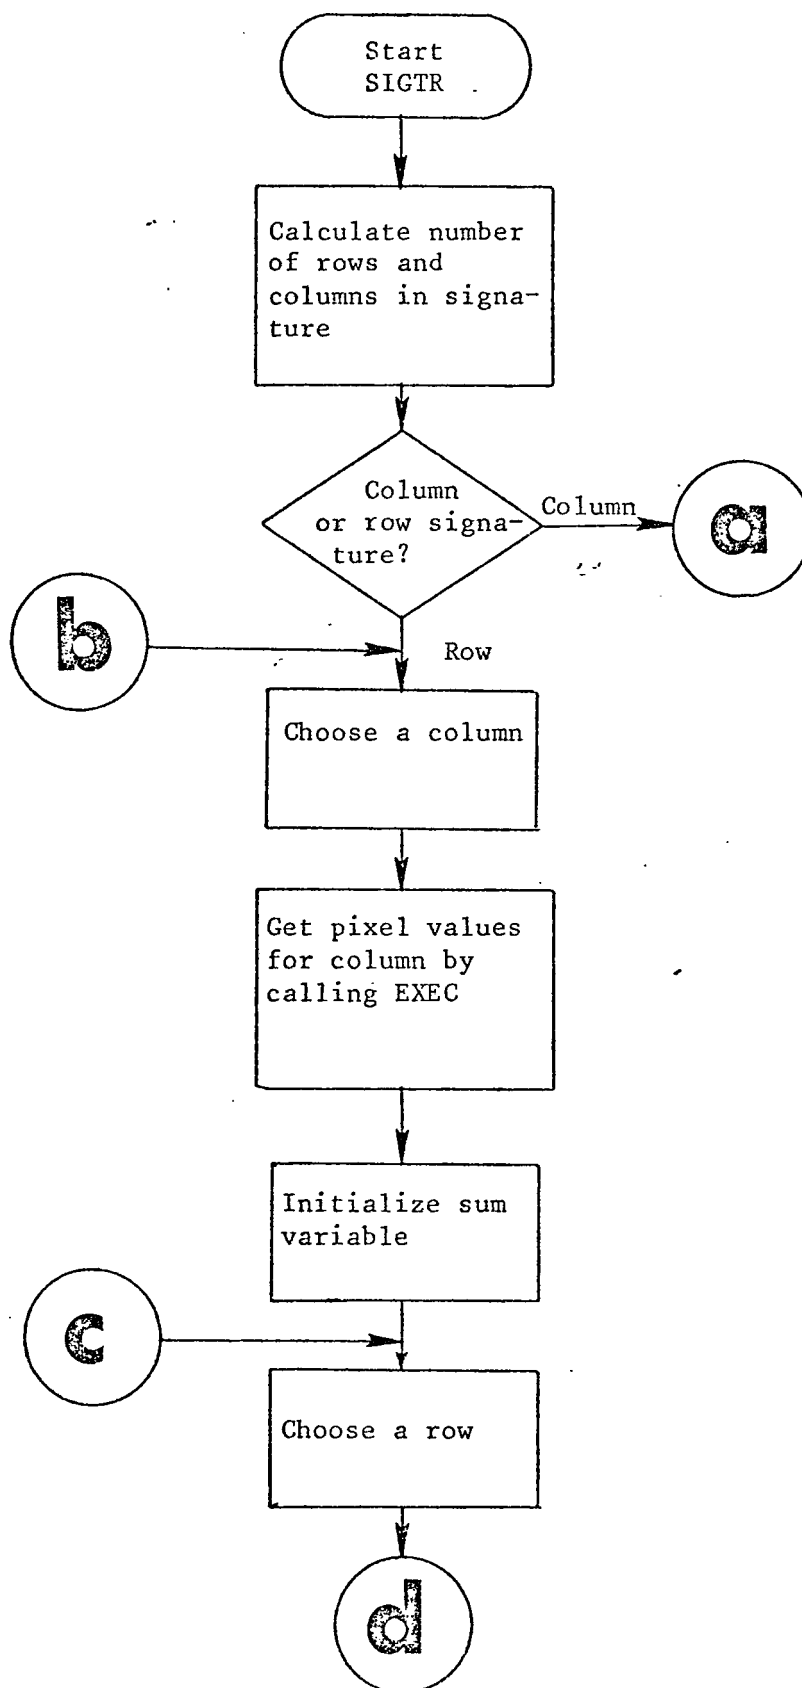 Start
SIGTR
Calculate number
of rows and
columns in signa-
ture
Column
or row signa-
ture?
Column
a
b
Row
Choose a column
Get pixel values
for column by
calling EXEC
Initialize sum
variable
c
Choose a row
d